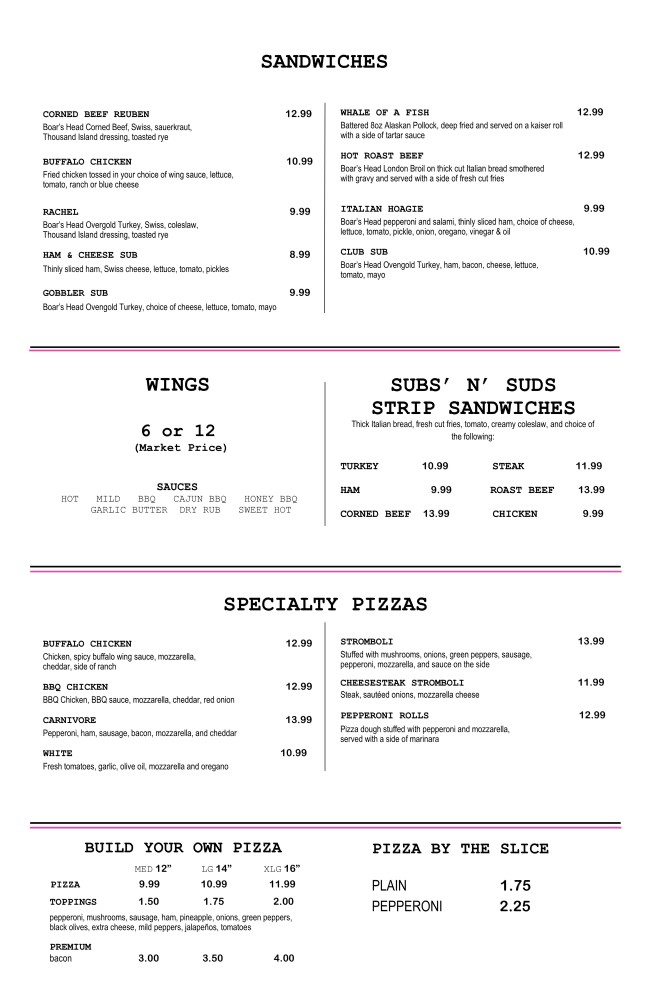 SANDWICHES
CORNED BEEF REUBEN 12.99
Boar's Head Corned Beef, Swiss, sauerkraut,
Thousand Island dressing, toasted rye
BUFFALO CHICKEN 10.99
Fried chicken tossed in your choice of wing sauce, lettuce,
tomato, ranch or blue cheese
RACHEL 9.99
Boar's Head Overgold Turkey, Swiss, coleslaw,
Thousand Island dressing, toasted rye
HAM & CHEESE SUB 8.99
Thinly sliced ham, Swiss cheese, lettuce, tomato, pickles
GOBBLER SUB 9.99
Boar's Head Ovengold Turkey, choice of cheese, lettuce, tomato, mayo
WHALE OF A FISH 12.99
Battered 8oz Alaskan Pollock, deep fried and served on a kaiser roll
with a side of tartar sauce
HOT ROAST BEEF 12.99
Boar's Head London Broil on thick cut Italian bread smothered
with gravy and served with a side of fresh cut fries
ITALIAN HOAGIE 9.99
Boar's Head pepperoni and salami, thinly sliced ham, choice of cheese,
lettuce, tomato, pickle, onion, oregano, vinegar & oil
CLUB SUB 10.99
Boar's Head Ovengold Turkey, ham, bacon, cheese, lettuce,
tomato, mayo
WINGS
6 or 12
(Market Price)
SAUCES
HOT MILD BBQ CAJUN BBQ HONEY BBQ
GARLIC BUTTER DRY RUB SWEET HOT
SUBS' N' SUDS
STRIP SANDWICHES
Thick Italian bread, fresh cut fries, tomato, creamy coleslaw, and choice of
the following:
TURKEY 10.99 STEAK 11.99
HAM 9.99 ROAST BEEF 13.99
CORNED BEEF 13.99 CHICKEN 9.99
SPECIALTY PIZZAS
BUFFALO CHICKEN 12.99
Chicken, spicy buffalo wing sauce, mozzarella,
cheddar, side of ranch
BBQ CHICKEN 12.99
BBQ Chicken, BBQ sauce, mozzarella, cheddar, red onion
CARNIVORE 13.99
Pepperoni, ham, sausage, bacon, mozzarella, and cheddar
WHITE 10.99
Fresh tomatoes, garlic, olive oil, mozzarella and oregano
STROMBOLI 13.99
Stuffed with mushrooms, onions, green peppers, sausage,
pepperoni, mozzarella, and sauce on the side
CHEESESTEAK STROMBOLI 11.99
Steak, sautéed onions, mozzarella cheese
PEPPERONI ROLLS 12.99
Pizza dough stuffed with pepperoni and mozzarella,
served with a side of marinara
BUILD YOUR OWN PIZZA
MED 12” LG 14” XLG 16”
PIZZA 9.99 10.99 11.99
TOPPINGS 1.50 1.75 2.00
pepperoni, mushrooms, sausage, ham, pineapple, onions, green peppers,
black olives, extra cheese, mild peppers, jalapeños, tomatoes
PREMIUM
bacon 3.00 3.50 4.00
PIZZA BY THE SLICE
PLAIN 1.75
PEPPERONI 2.25